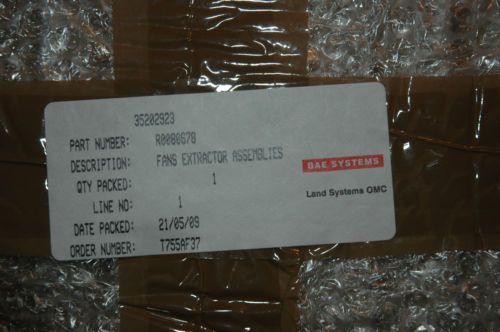 35202923
PART NUMBER: R0080678
DESCRIPTION: FANS EXTRACTOR ASSEMBLIES
QTY PACKED: 1
LINE NO: 1
DATE PACKED: 21/05/09
ORDER NUMBER: T755AF37
BAE SYSTEMS
Land Systems OMC